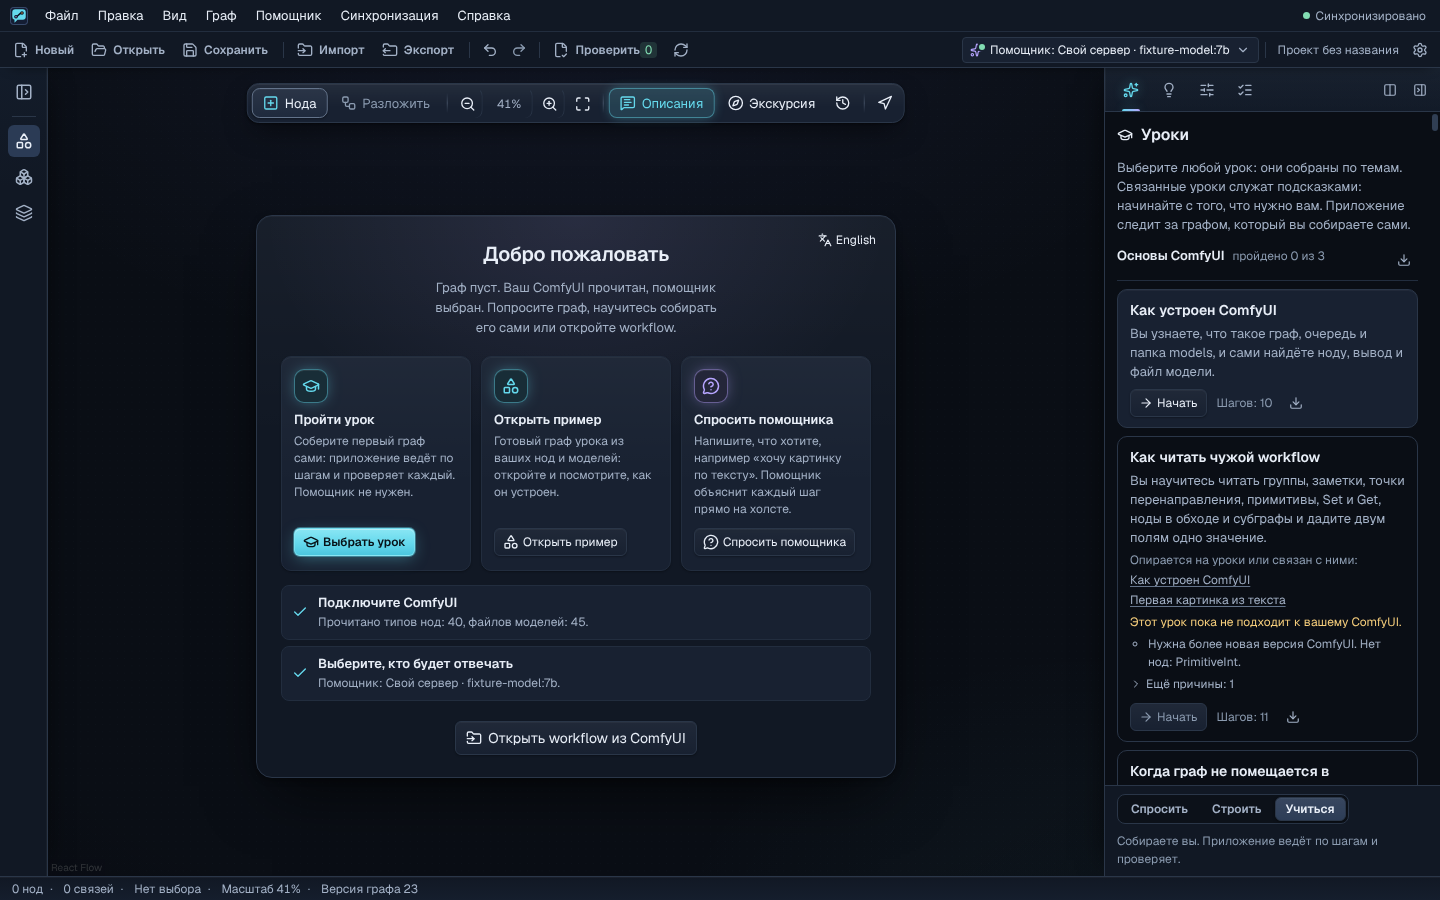 Файл Правка Вид Граф Помощник Синхронизация Справка
Синхронизировано
Новый Открыть Сохранить Импорт Экспорт Проверить 0
Помощник: Свой сервер · fixture-model:7b
Проект без названия
Нода Разложить 41% Описания Экскурсия
English
Добро пожаловать
Граф пуст. Ваш ComfyUI прочитан, помощник
выбран. Попросите граф, научитесь собирать
его сами или откройте workflow.
Пройти урок
Соберите первый граф
сами: приложение ведёт по
шагам и проверяет каждый.
Помощник не нужен.
Выбрать урок
Открыть пример
Готовый граф урока из
ваших нод и моделей:
откройте и посмотрите, как
он устроен.
Открыть пример
Спросить помощника
Напишите, что хотите,
например «хочу картинку
по тексту». Помощник
объяснит каждый шаг
прямо на холсте.
Спросить помощника
Подключите ComfyUI
Прочитано типов нод: 40, файлов моделей: 45.
Выберите, кто будет отвечать
Помощник: Свой сервер · fixture-model:7b.
Открыть workflow из ComfyUI
React Flow
Уроки
Выберите любой урок: они собраны по темам.
Связанные уроки служат подсказками:
начинайте с того, что нужно вам. Приложение
следит за графом, который вы собираете сами.
Основы ComfyUI пройдено 0 из 3
Как устроен ComfyUI
Вы узнаете, что такое граф, очередь и
папка models, и сами найдёте ноду, вывод и
файл модели.
Начать Шагов: 10
Как читать чужой workflow
Вы научитесь читать группы, заметки, точки
перенаправления, примитивы, Set и Get,
ноды в обходе и субграфы и дадите двум
полям одно значение.
Опирается на уроки или связан с ними:
Как устроен ComfyUI
Первая картинка из текста
Этот урок пока не подходит к вашему ComfyUI.
Нужна более новая версия ComfyUI. Нет
нод: PrimitiveInt.
Ещё причины: 1
Начать Шагов: 11
Когда граф не помещается в
Спросить Строить Учиться
Собираете вы. Приложение ведёт по шагам и
проверяет.
0 нод · 0 связей · Нет выбора · Масштаб 41% · Версия графа 23